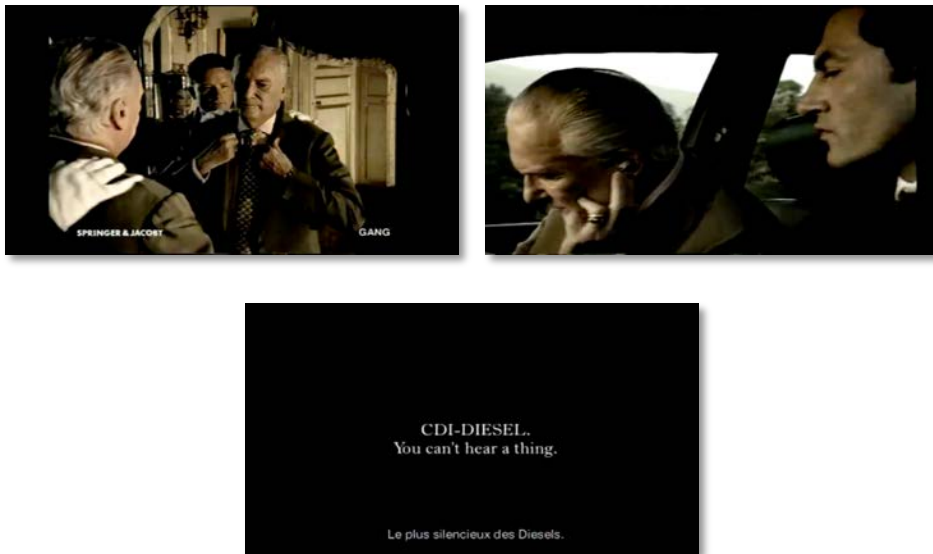 SPRINGER & JACOBY
GANG
CDI-DIESEL.
You can't hear a thing.
Le plus silencieux des Diesels.